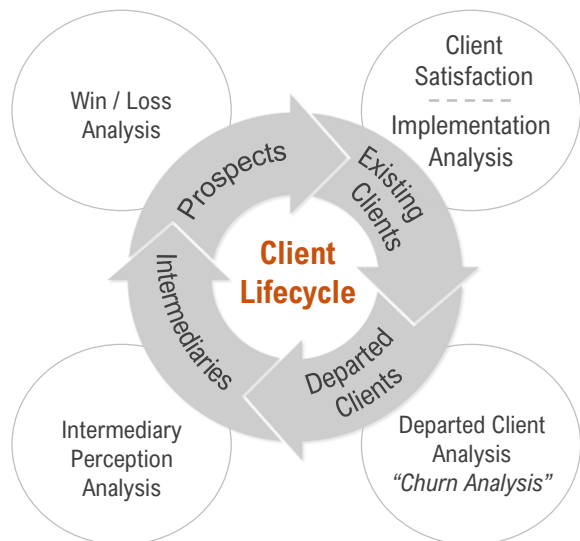 Win / Loss
Analysis
Client
Satisfaction
Implementation
Analysis
Prospects
Existing
Clients
Client
Lifecycle
Intermediaries
Departed
Clients
Intermediary
Perception
Analysis
Departed Client
Analysis
“Churn Analysis”